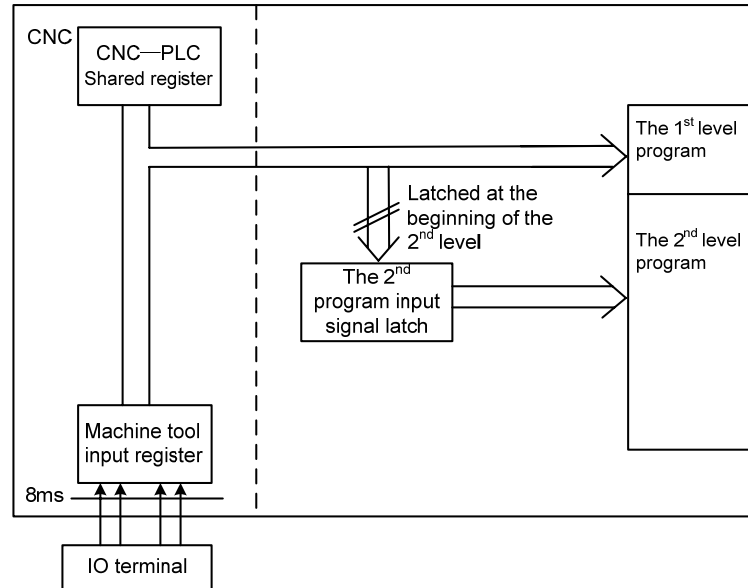 CNC
CNC—PLC
Shared register
The 1st level
program
Latched at the
beginning of the
2nd level
The 2nd level
program
The 2nd
program input
signal latch
Machine tool
input register
8ms
IO terminal